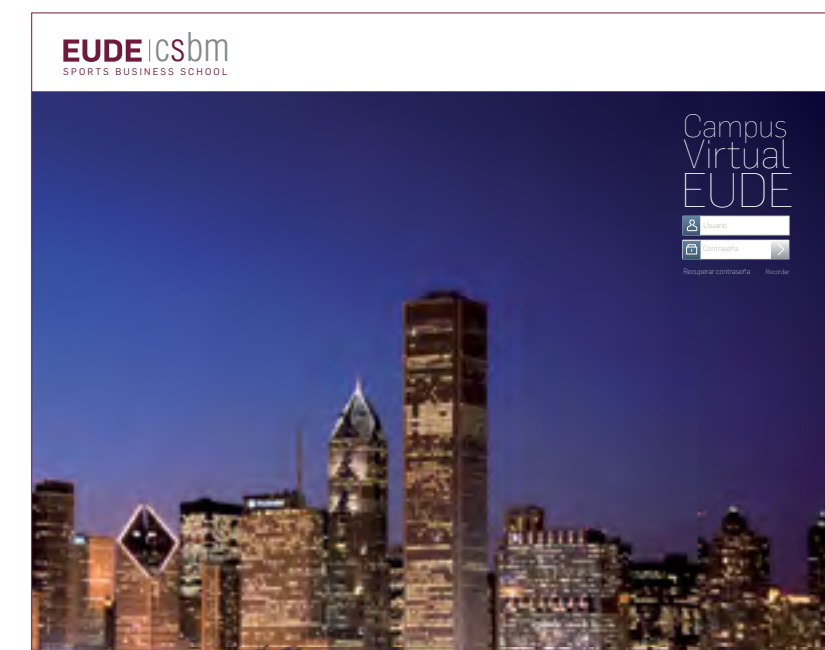 EUDE csbm
SPORTS BUSINESS SCHOOL
Campus
Virtual
EUDE
Usuario
Contraseña
Recuperar contraseña Recordar